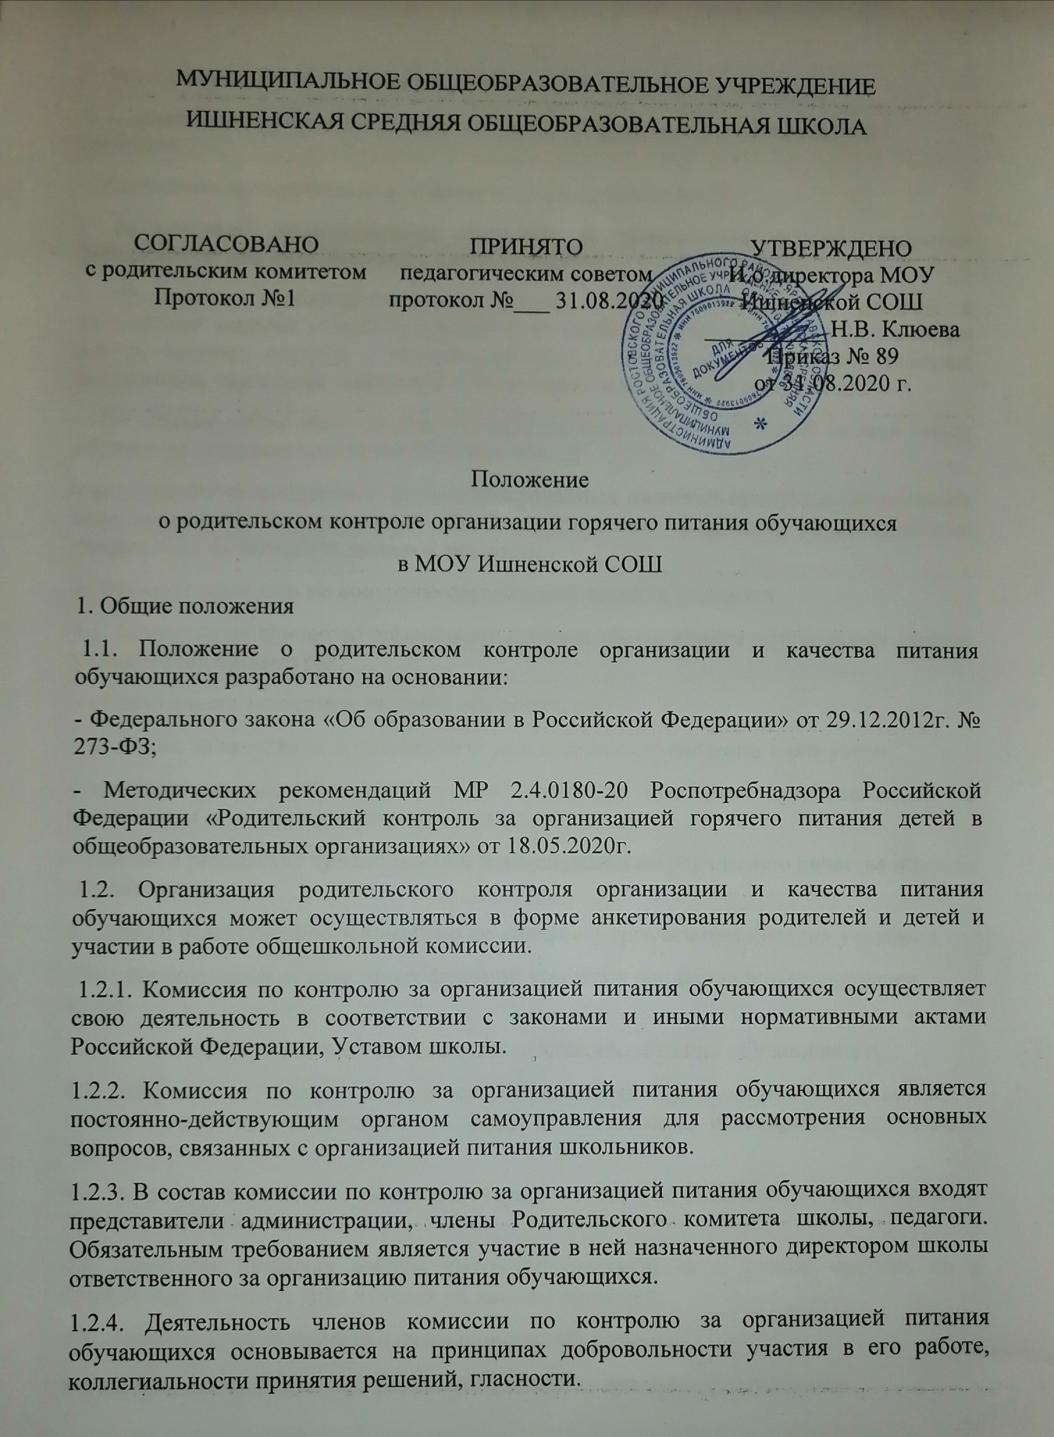 МУНИЦИПАЛЬНОЕ ОБЩЕОБРАЗОВАТЕЛЬНОЕ УЧРЕЖДЕНИЕ
ИШНЕНСКАЯ СРЕДНЯЯ ОБЩЕОБРАЗОВАТЕЛЬНАЯ ШКОЛА
СОГЛАСОВАНО
с родительским комитетом
Протокол №1
ПРИНЯТО
педагогическим советом
протокол №___ 31.08.2020
УТВЕРЖДЕНО
И.о.директора МОУ
Ишненской СОШ
__________Н.В. Клюева
Приказ № 89
от 31.08.2020 г.
ДЛЯ
ДОКУМЕНТОВ
Положение
о родительском контроле организации горячего питания обучающихся
в МОУ Ишненской СОШ
1. Общие положения
1.1. Положение о родительском контроле организации и качества питания
обучающихся разработано на основании:
- Федерального закона «Об образовании в Российской Федерации» от 29.12.2012г. №
273-ФЗ;
- Методических рекомендаций МР 2.4.0180-20 Роспотребнадзора Российской
Федерации «Родительский контроль за организацией горячего питания детей в
общеобразовательных организациях» от 18.05.2020г.
1.2. Организация родительского контроля организации и качества питания
обучающихся может осуществляться в форме анкетирования родителей и детей и
участии в работе общешкольной комиссии.
1.2.1. Комиссия по контролю за организацией питания обучающихся осуществляет
свою деятельность в соответствии с законами и иными нормативными актами
Российской Федерации, Уставом школы.
1.2.2. Комиссия по контролю за организацией питания обучающихся является
постоянно-действующим органом самоуправления для рассмотрения основных
вопросов, связанных с организацией питания школьников.
1.2.3. В состав комиссии по контролю за организацией питания обучающихся входят
представители администрации, члены Родительского комитета школы, педагоги.
Обязательным требованием является участие в ней назначенного директором школы
ответственного за организацию питания обучающихся.
1.2.4. Деятельность членов комиссии по контролю за организацией питания
обучающихся основывается на принципах добровольности участия в его работе,
коллегиальности принятия решений, гласности.